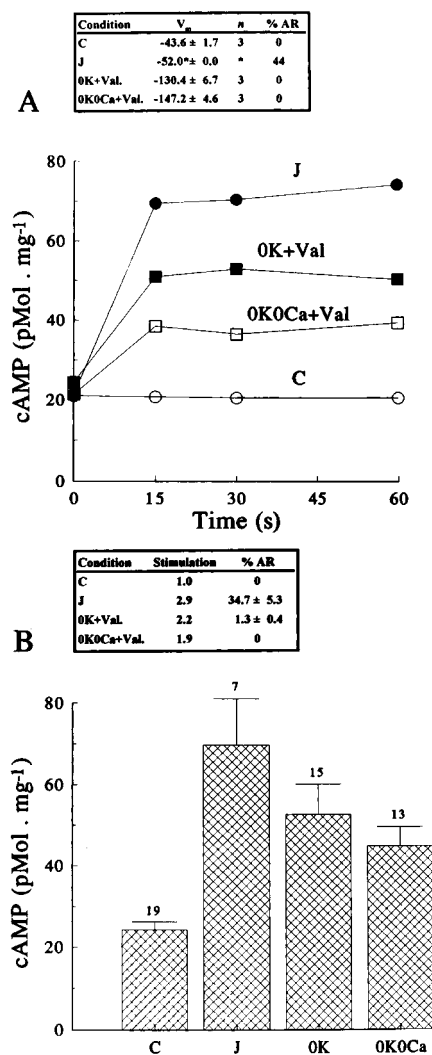 Condition V_m n % AR
C -43.6 ± 1.7 3 0
J -52.0*± 0.0 * 44
0K+Val. -130.4 ± 6.7 3 0
0K0Ca+Val. -147.2 ± 4.6 3 0
A
80
60
40
20
0
cAMP (pMol . mg-1)
J
0K+Val
0K0Ca+Val
C
0 15 30 45 60
Time (s)
Condition Stimulation % AR
C 1.0 0
J 2.9 34.7 ± 5.3
0K+Val. 2.2 1.3 ± 0.4
0K0Ca+Val. 1.9 0
B
80
60
40
20
0
cAMP (pMol . mg-1)
19
7
15
13
C J 0K 0K0Ca